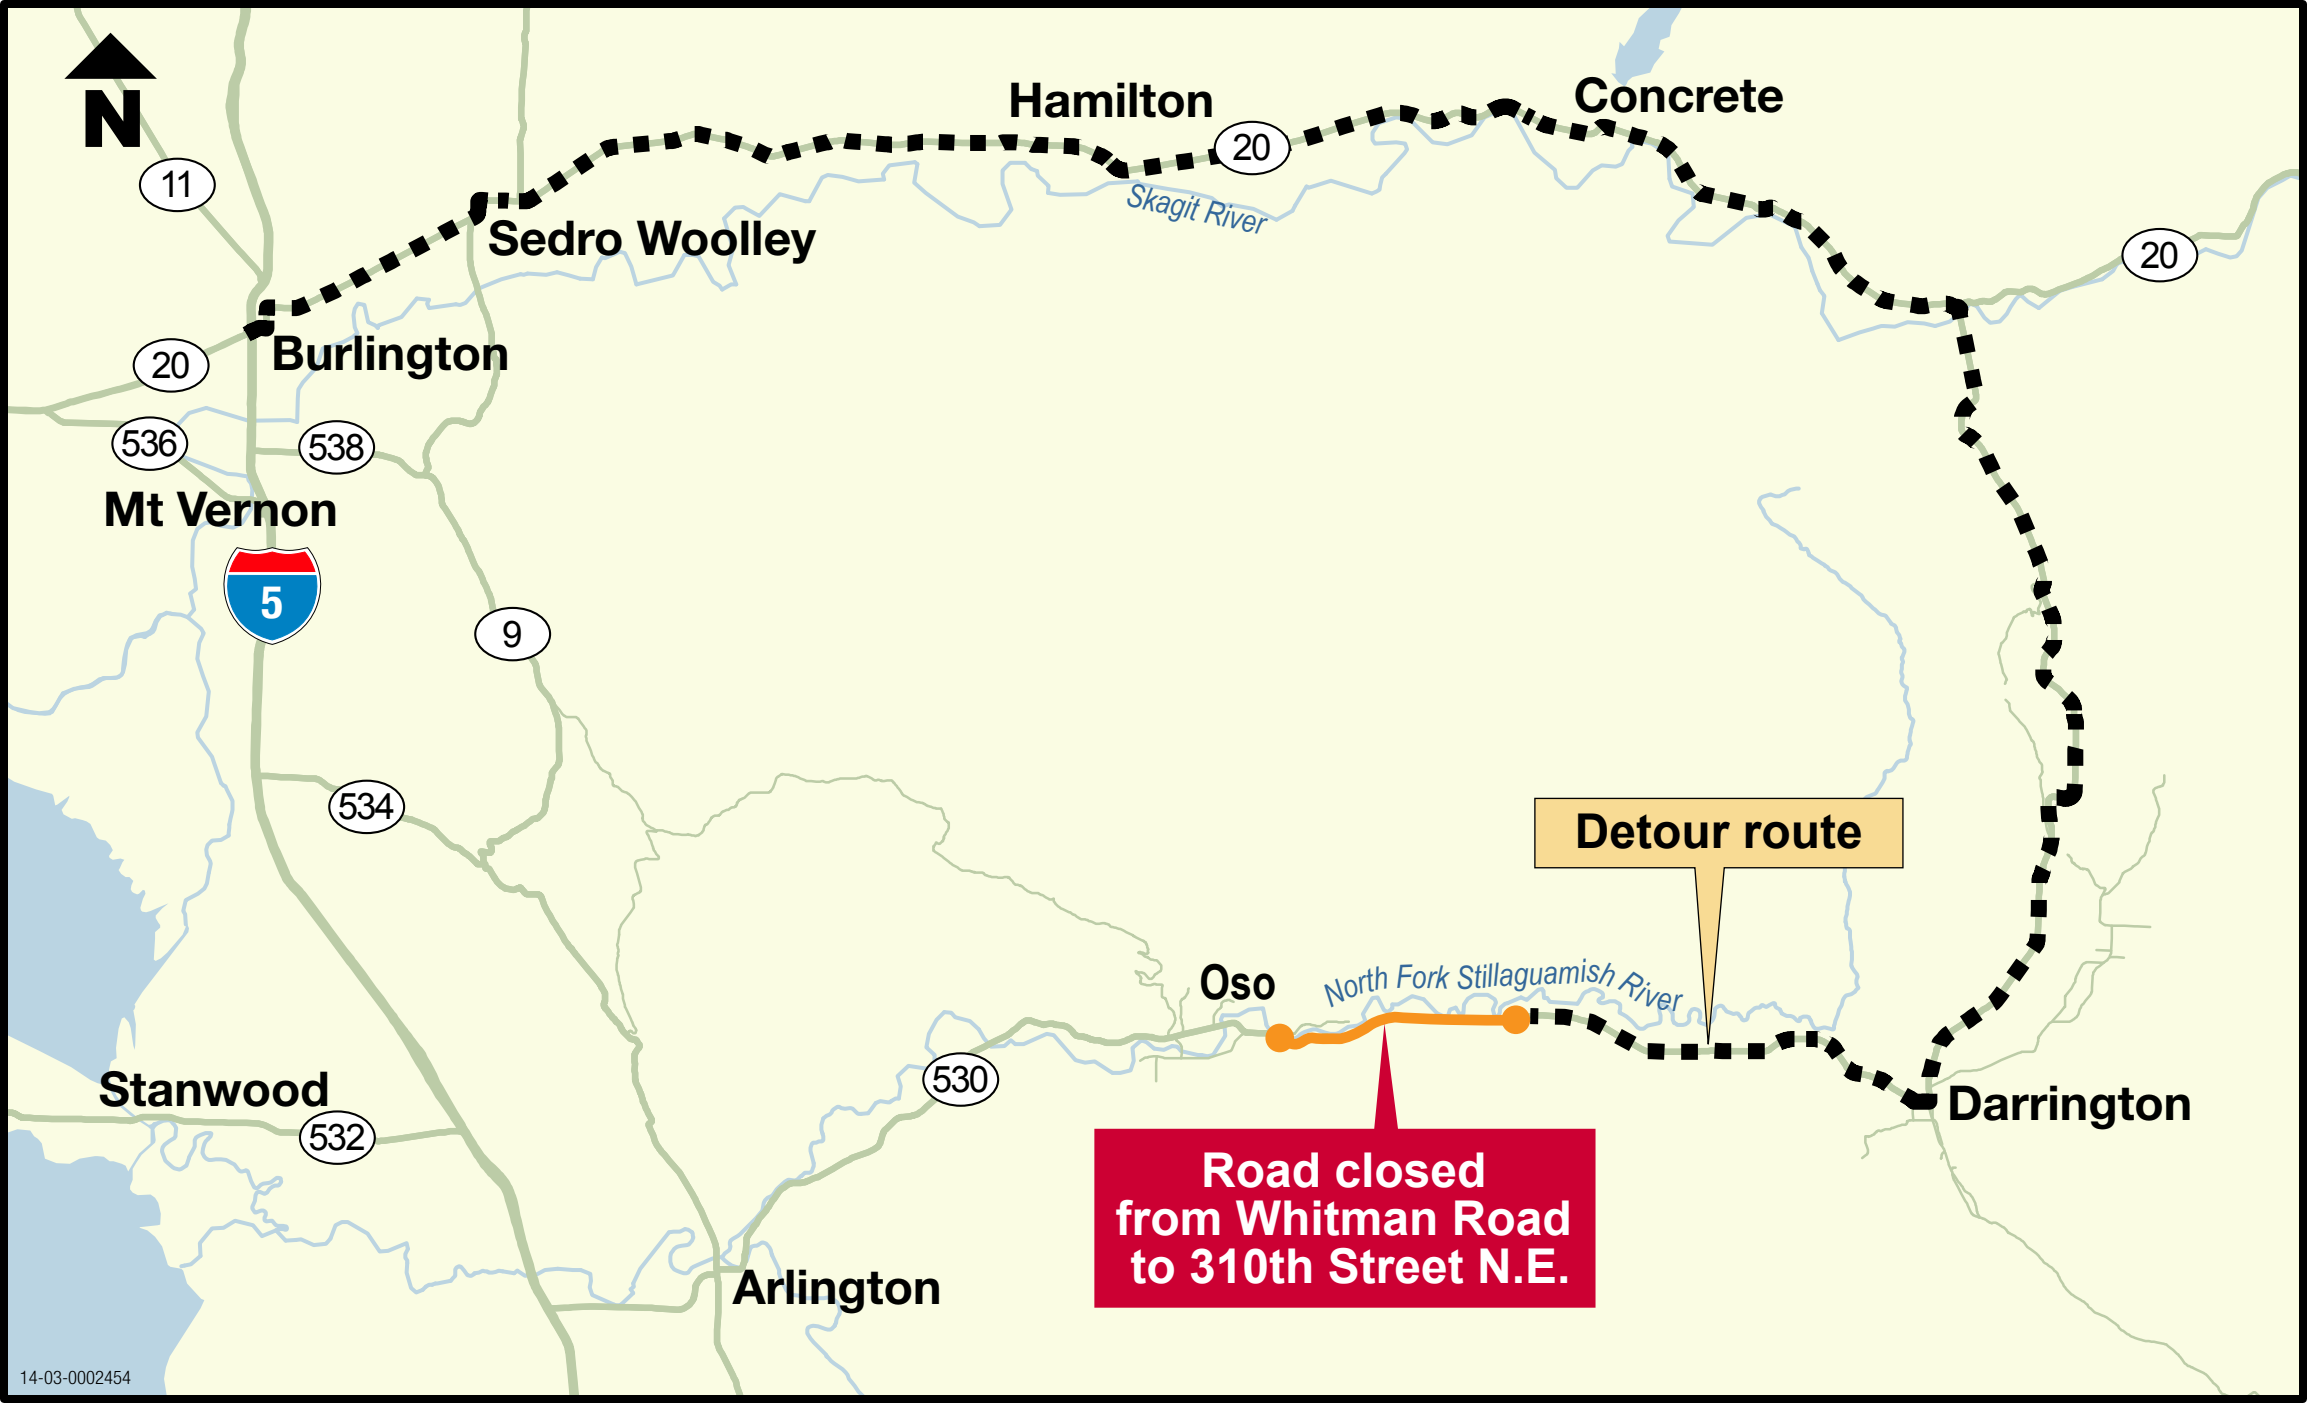 N
Hamilton
Concrete
11
20
Skagit River
Sedro Woolley
20
Burlington
20
536
538
Mt Vernon
5
9
534
Detour route
Oso
North Fork Stillaguamish River
530
Stanwood
Darrington
532
Road closed
from Whitman Road
to 310th Street N.E.
Arlington
14-03-0002454